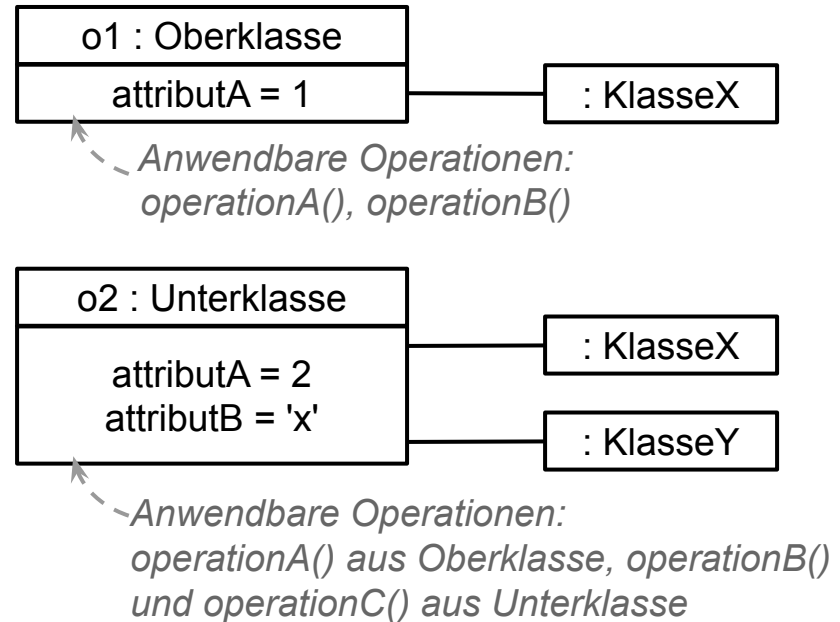 o1 : Oberklasse
attributA = 1
: KlasseX
Anwendbare Operationen:
operationA(), operationB()
o2 : Unterklasse
attributA = 2
attributB = 'x'
: KlasseX
: KlasseY
Anwendbare Operationen:
operationA() aus Oberklasse, operationB()
und operationC() aus Unterklasse